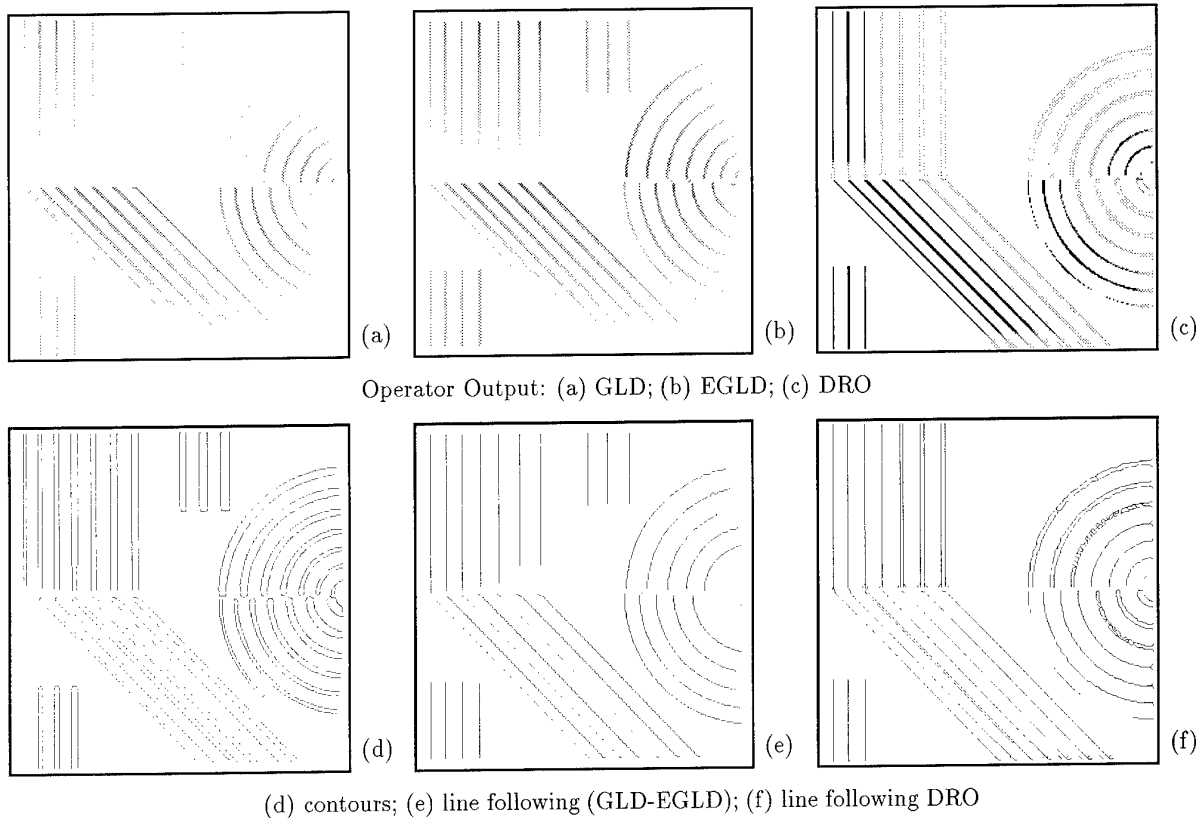 (a)
(b)
(c)
Operator Output: (a) GLD; (b) EGLD; (c) DRO
(d)
(e)
(f)
(d) contours; (e) line following (GLD-EGLD); (f) line following DRO